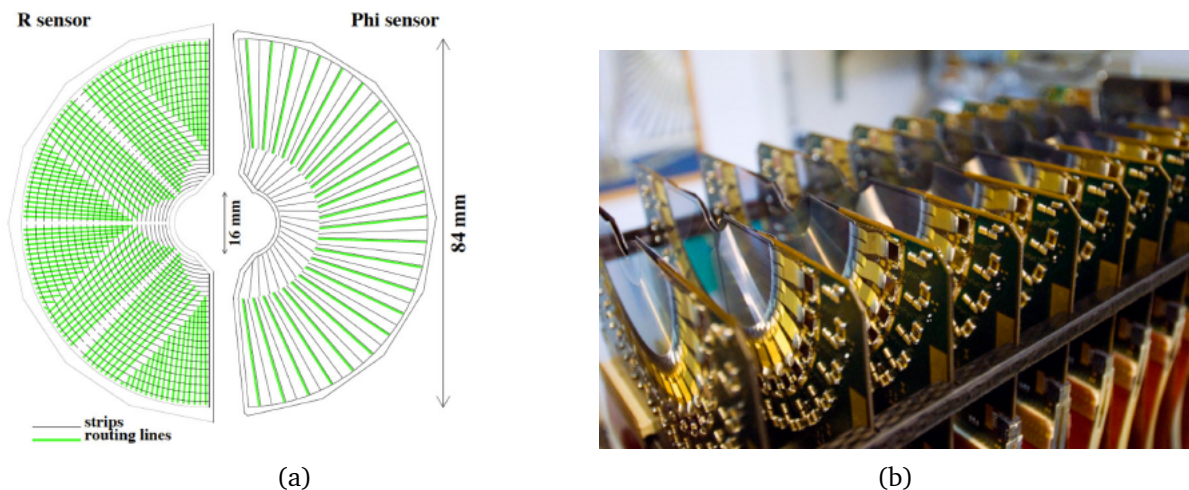 R sensor
Phi sensor
16 mm
84 mm
strips
routing lines
(a)
(b)